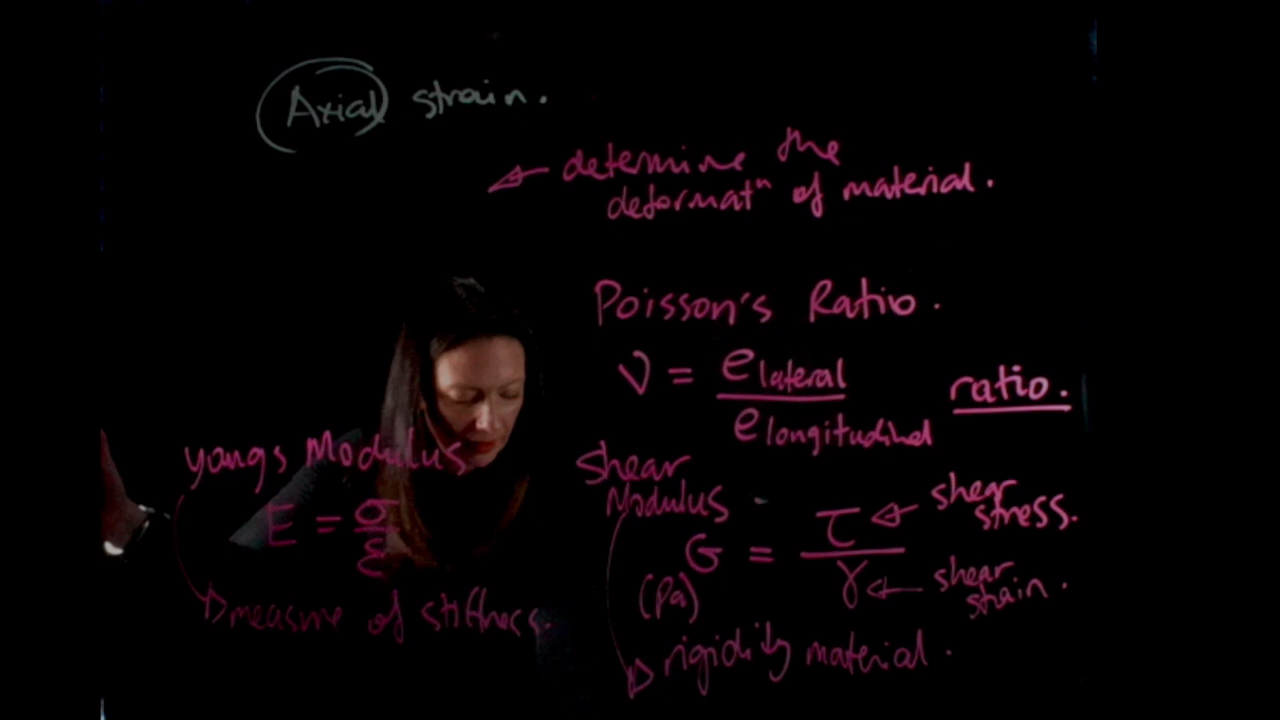 Axial strain.
determine the
deformatⁿ of material.
Poisson's Ratio.
ν = e lateral / e longitudinal
ratio.
yongs Modulus
E = σ / ε
measure of stiffness.
Shear
Modulus
G = τ / γ
shear
stress.
shear
strain.
(Pa)
rigidity material.